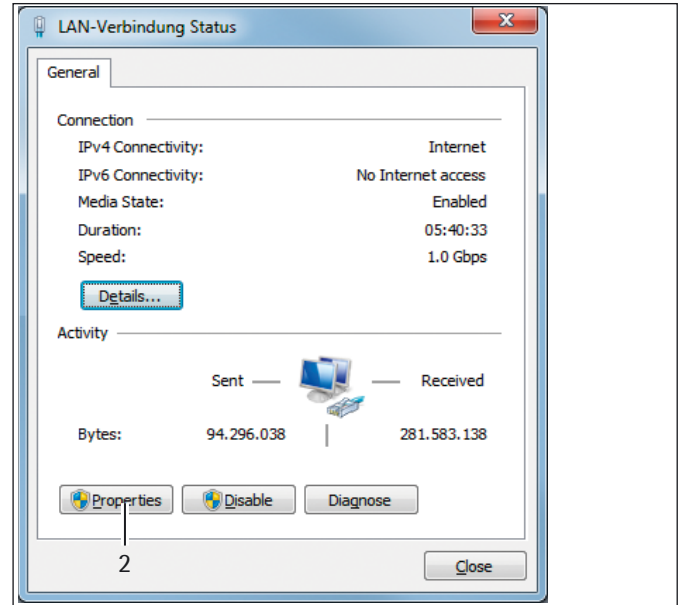 LAN-Verbindung Status
General
Connection
IPv4 Connectivity: Internet
IPv6 Connectivity: No Internet access
Media State: Enabled
Duration: 05:40:33
Speed: 1.0 Gbps
Details...
Activity
Sent Received
Bytes: 94.296.038 281.583.138
Properties Disable Diagnose
2
Close